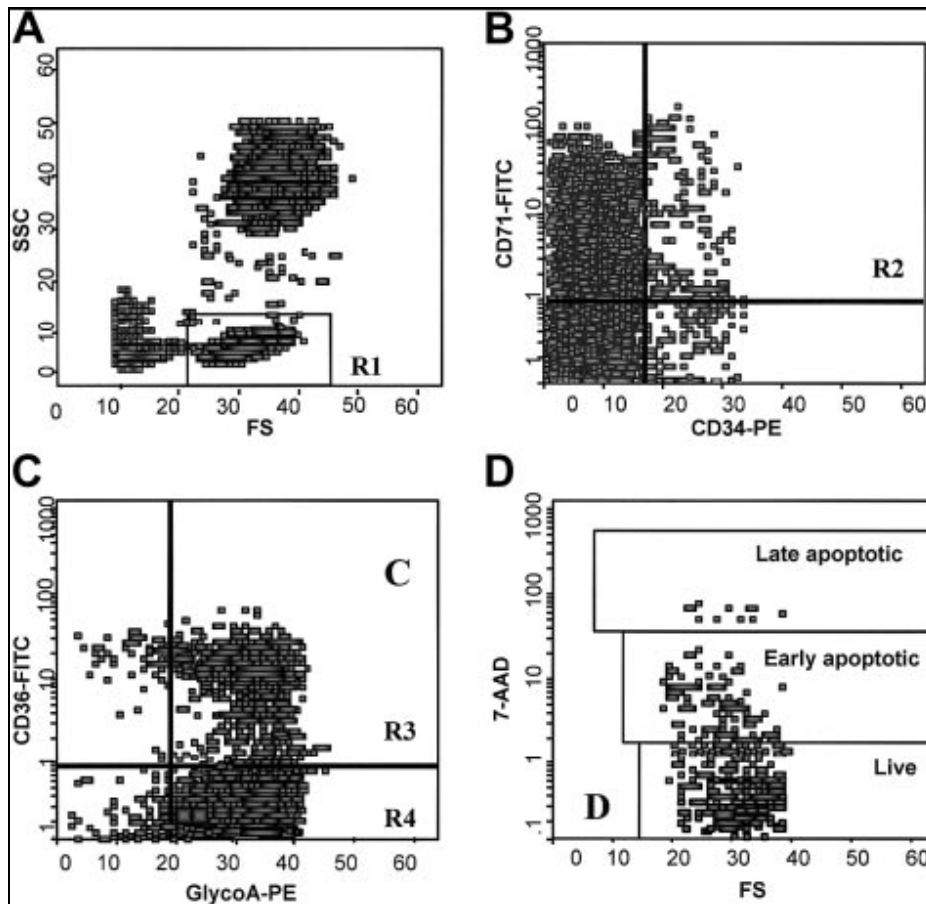 A
60
50
40
30
20
10
0
SSC
R1
0 10 20 30 40 50 60
FS
B
1000
100
10
1
1
CD71-FITC
R2
0 10 20 30 40 50 60
CD34-PE
C
1000
100
10
1
1
CD36-FITC
C
R3
R4
0 10 20 30 40 50 60
GlycoA-PE
D
1000
100
10
1
.1
7-AAD
Late apoptotic
Early apoptotic
Live
D
0 10 20 30 40 50 60
FS